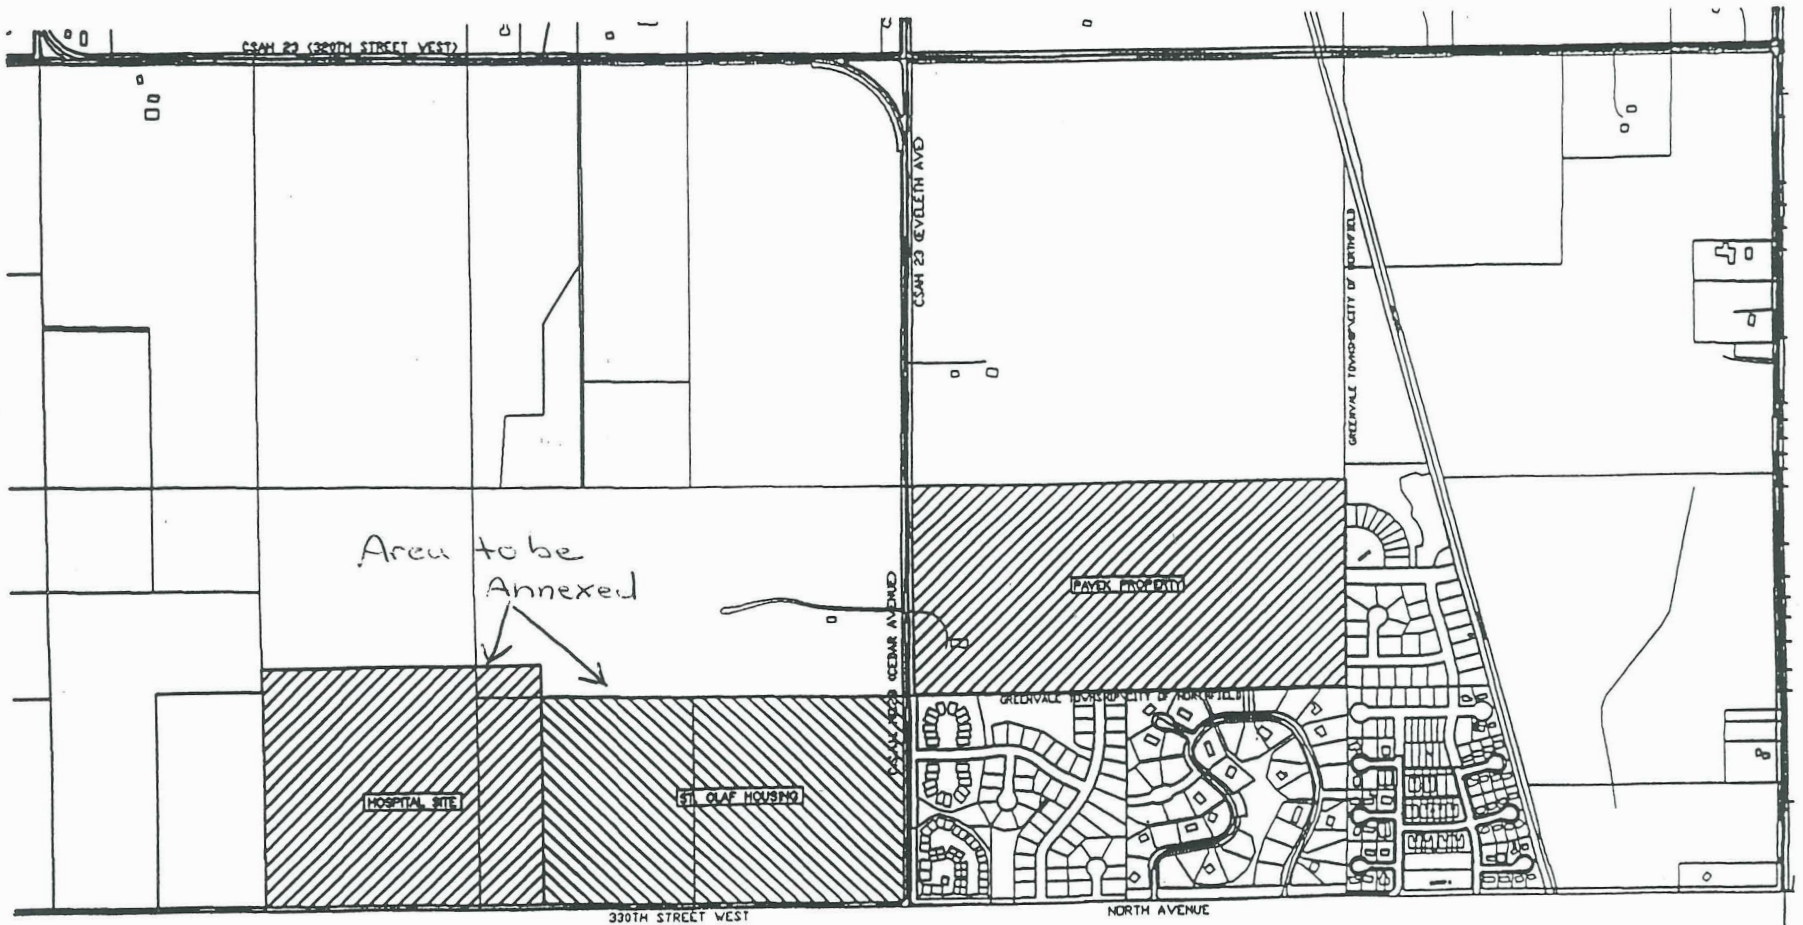 CSAH 23 (320TH STREET WEST)
CSAH 23 (EVELETH AVE)
GREENVALE TOWNSHIP\CITY OF NORTHFIELD
Area to be
Annexed
PAVEK PROPERTY
(CEDAR AVENUE)
GREENVALE TOWNSHIP\CITY OF NORTHFIELD
HOSPITAL SITE
ST. OLAF HOUSING
330TH STREET WEST
NORTH AVENUE